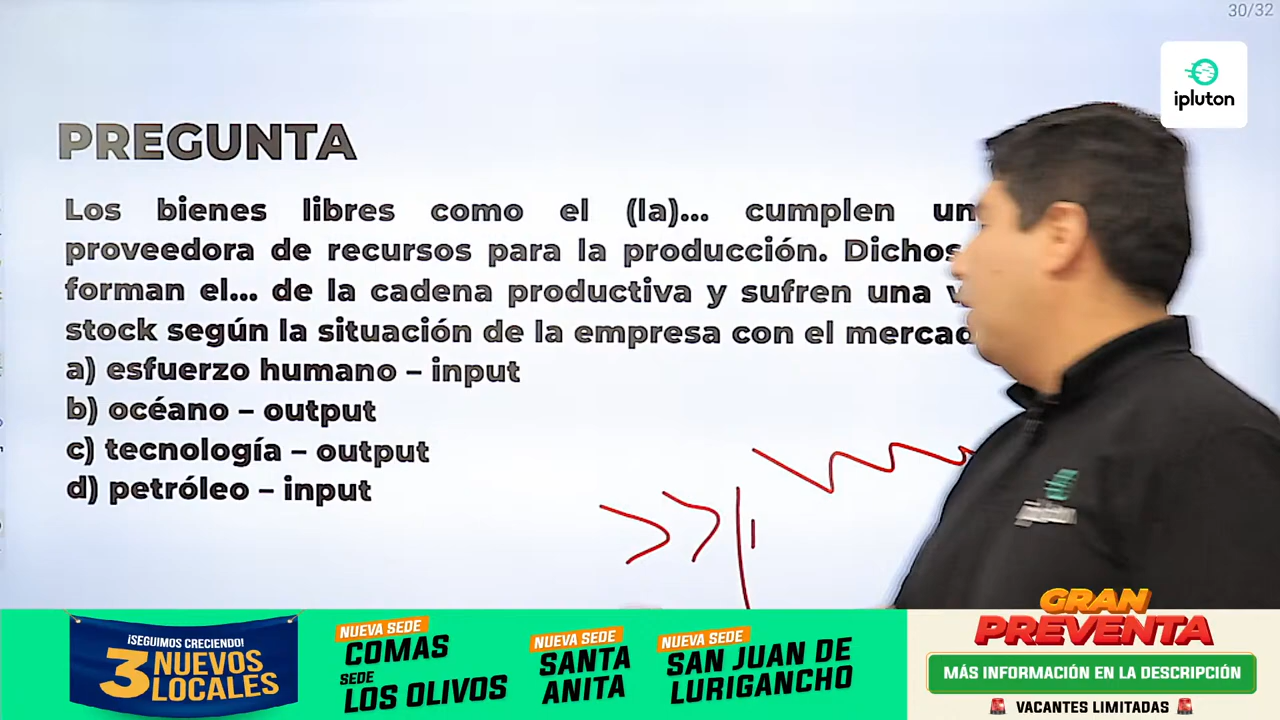 30/32
ipluton
PREGUNTA
Los bienes libres como el (la)... cumplen un
proveedora de recursos para la producción. Dichos
forman el... de la cadena productiva y sufren una
stock según la situación de la empresa con el mercad
a) esfuerzo humano – input
b) océano – output
c) tecnología – output
d) petróleo – input
¡SEGUIMOS CRECIENDO!
3 NUEVOS
LOCALES
NUEVA SEDE
COMAS
SEDE
LOS OLIVOS
NUEVA SEDE
SANTA
ANITA
NUEVA SEDE
SAN JUAN DE
LURIGANCHO
GRAN
PREVENTA
MÁS INFORMACIÓN EN LA DESCRIPCIÓN
VACANTES LIMITADAS